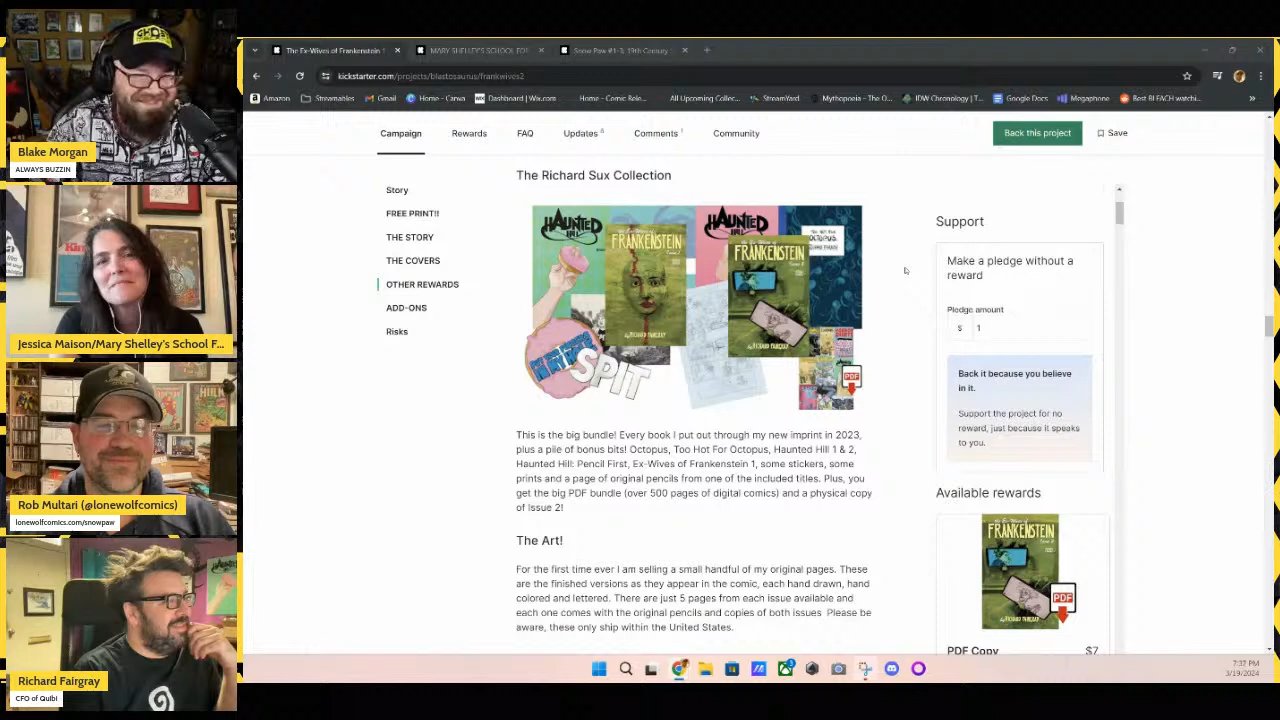 Blake Morgan
ALWAYS BUZZIN
Jessica Maison/Mary Shelley's School F...
Rob Multari (@lonewolfcomics)
lonewolfcomics.com/snowpaw
Richard Fairgray
CFO of Quibi
The Ex-Wives of Frankenstein
MARY SHELLEY'S SCHOOL FO
Snow Paw #1-3, 19th Century
kickstarter.com/projects/blastosaurus/frankwives2
Amazon
Streamables
Gmail
Home - Canva
Dashboard | Wix.com
Home - Comic Rele...
All Upcoming Collec...
StreamYard
Mythopoeia - The O...
IDW Chronology | T...
Google Docs
Megaphone
Best BLEACH watchi...
Campaign
Rewards
FAQ
Updates 6
Comments 1
Community
Back this project
Save
Story
FREE PRINT!!
THE STORY
THE COVERS
OTHER REWARDS
ADD-ONS
Risks
The Richard Sux Collection
HAUNTED
HAUNTED
FRANKENSTEIN
FRANKENSTEIN
OCTOPUS
SPIT
PDF
This is the big bundle! Every book I put out through my new imprint in 2023,
plus a pile of bonus bits! Octopus, Too Hot For Octopus, Haunted Hill 1 & 2,
Haunted Hill: Pencil First, Ex-Wives of Frankenstein 1, some stickers, some
prints and a page of original pencils from one of the included titles. Plus, you
get the big PDF bundle (over 500 pages of digital comics) and a physical copy
of Issue 2!
The Art!
For the first time ever I am selling a small handful of my original pages. These
are the finished versions as they appear in the comic, each hand drawn, hand
colored and lettered. There are just 5 pages from each issue available and
each one comes with the original pencils and copies of both issues Please be
aware, these only ship within the United States.
Support
Make a pledge without a
reward
Pledge amount
$ 1
Back it because you believe
in it.
Support the project for no
reward, just because it speaks
to you.
Available rewards
FRANKENSTEIN
PDF
PDF Copy
$7
7:37 PM
3/19/2024